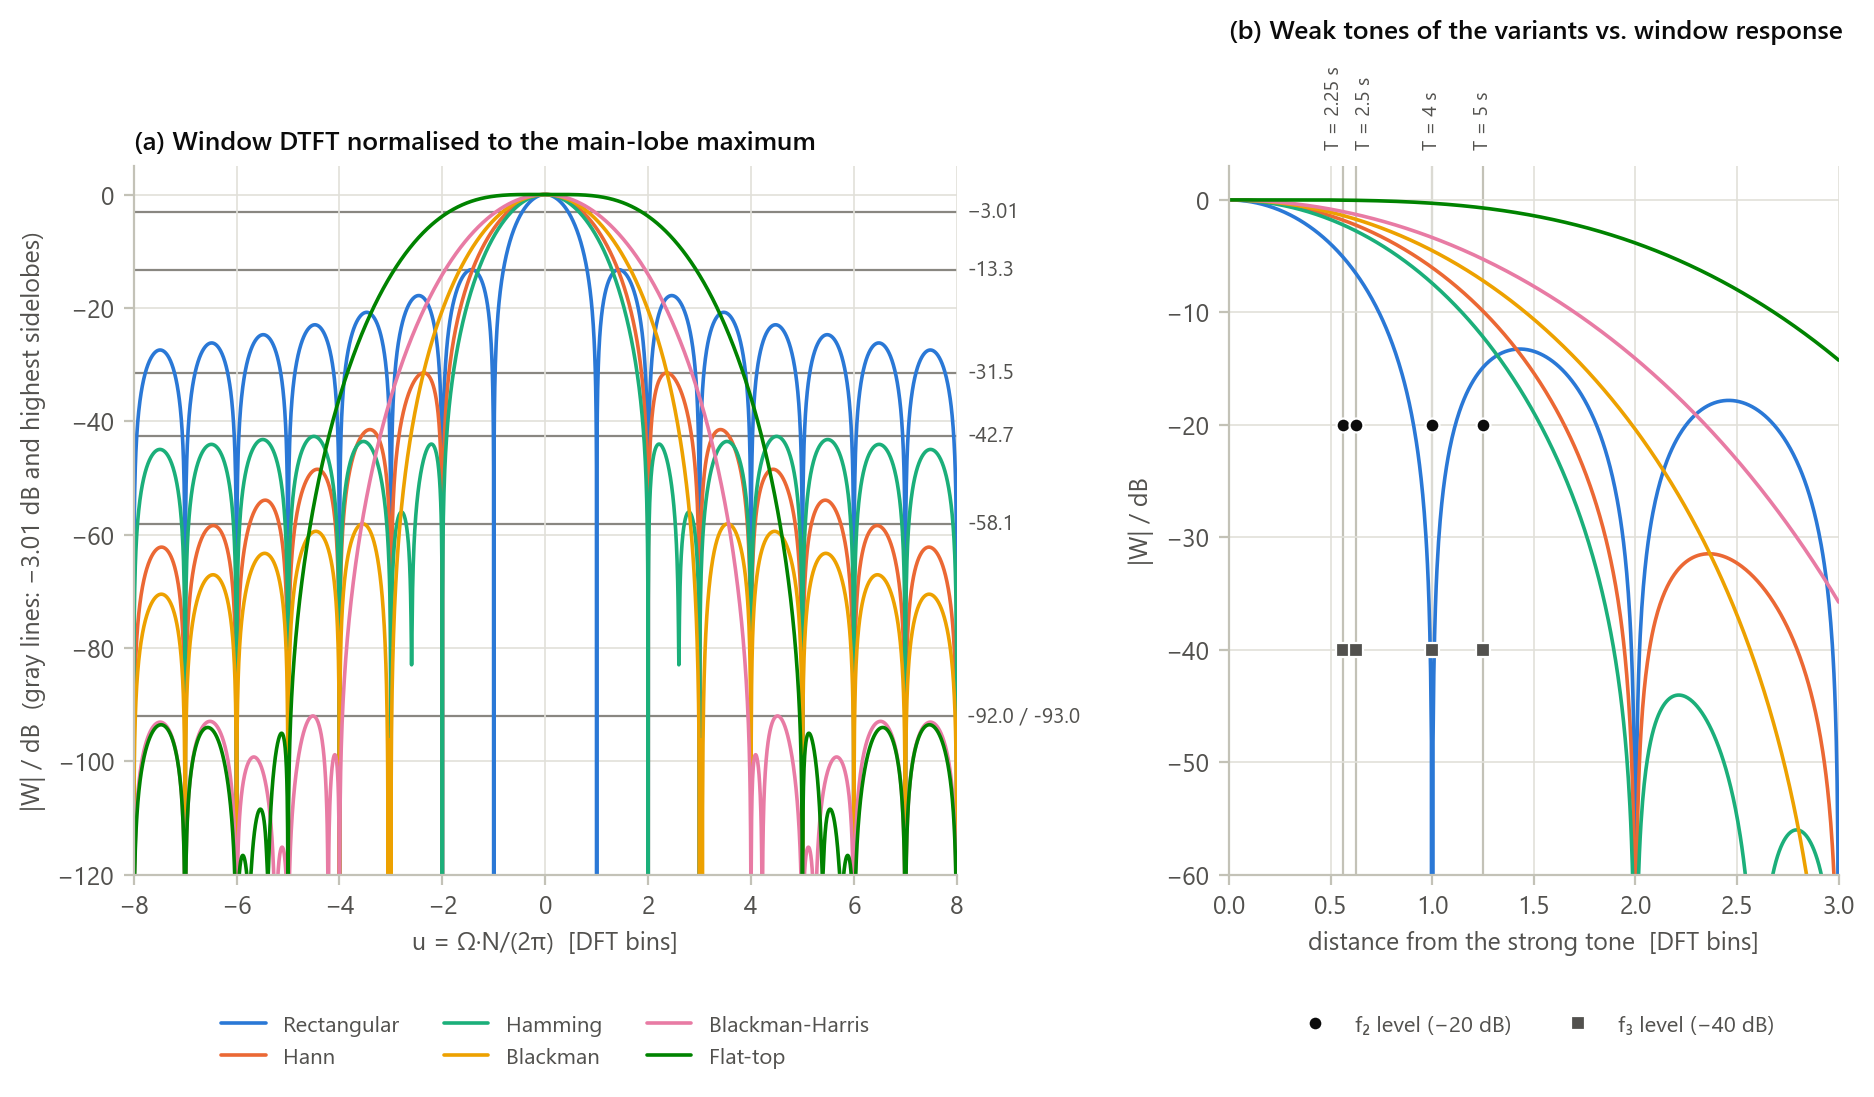 (b) Weak tones of the variants vs. window response
T = 2.25 s
T = 2.5 s
T = 4 s
T = 5 s
(a) Window DTFT normalised to the main-lobe maximum
|W| / dB (gray lines: −3.01 dB and highest sidelobes)
0
−20
−40
−60
−80
−100
−120
−3.01
-13.3
-31.5
-42.7
-58.1
-92.0 / -93.0
−8
−6
−4
−2
0
2
4
6
8
u = Ω·N/(2π) [DFT bins]
|W| / dB
0
−10
−20
−30
−40
−50
−60
0.0
0.5
1.0
1.5
2.0
2.5
3.0
distance from the strong tone [DFT bins]
Rectangular
Hann
Hamming
Blackman
Blackman-Harris
Flat-top
f₂ level (−20 dB)
f₃ level (−40 dB)